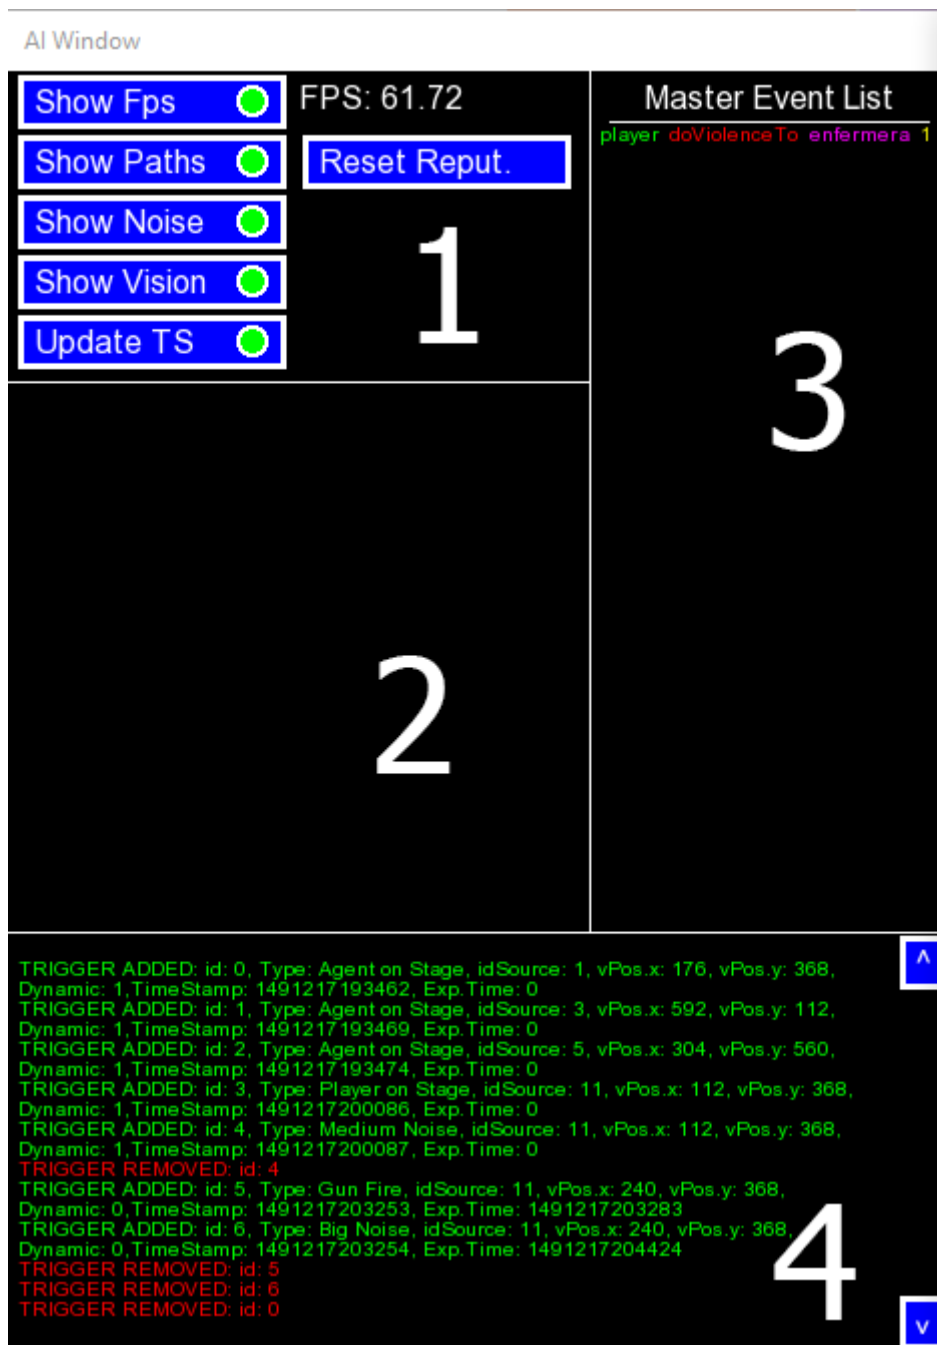 AI Window
Show Fps
FPS: 61.72
Show Paths
Reset Reput.
Show Noise
Show Vision
Update TS
1
Master Event List
player doViolenceTo enfermera 1
3
2
TRIGGER ADDED: id: 0, Type: Agent on Stage, idSource: 1, vPos.x: 176, vPos.y: 368,
Dynamic: 1,TimeStamp: 1491217193462, Exp.Time: 0
TRIGGER ADDED: id: 1, Type: Agent on Stage, idSource: 3, vPos.x: 592, vPos.y: 112,
Dynamic: 1,TimeStamp: 1491217193469, Exp.Time: 0
TRIGGER ADDED: id: 2, Type: Agent on Stage, idSource: 5, vPos.x: 304, vPos.y: 560,
Dynamic: 1,TimeStamp: 1491217193474, Exp.Time: 0
TRIGGER ADDED: id: 3, Type: Player on Stage, idSource: 11, vPos.x: 112, vPos.y: 368,
Dynamic: 1,TimeStamp: 1491217200086, Exp.Time: 0
TRIGGER ADDED: id: 4, Type: Medium Noise, idSource: 11, vPos.x: 112, vPos.y: 368,
Dynamic: 1,TimeStamp: 1491217200087, Exp.Time: 0
TRIGGER REMOVED: id: 4
TRIGGER ADDED: id: 5, Type: Gun Fire, idSource: 11, vPos.x: 240, vPos.y: 368,
Dynamic: 0,TimeStamp: 1491217203253, Exp.Time: 1491217203283
TRIGGER ADDED: id: 6, Type: Big Noise, idSource: 11, vPos.x: 240, vPos.y: 368,
Dynamic: 0,TimeStamp: 1491217203254, Exp.Time: 1491217204424
TRIGGER REMOVED: id: 5
TRIGGER REMOVED: id: 6
TRIGGER REMOVED: id: 0
4
^
v